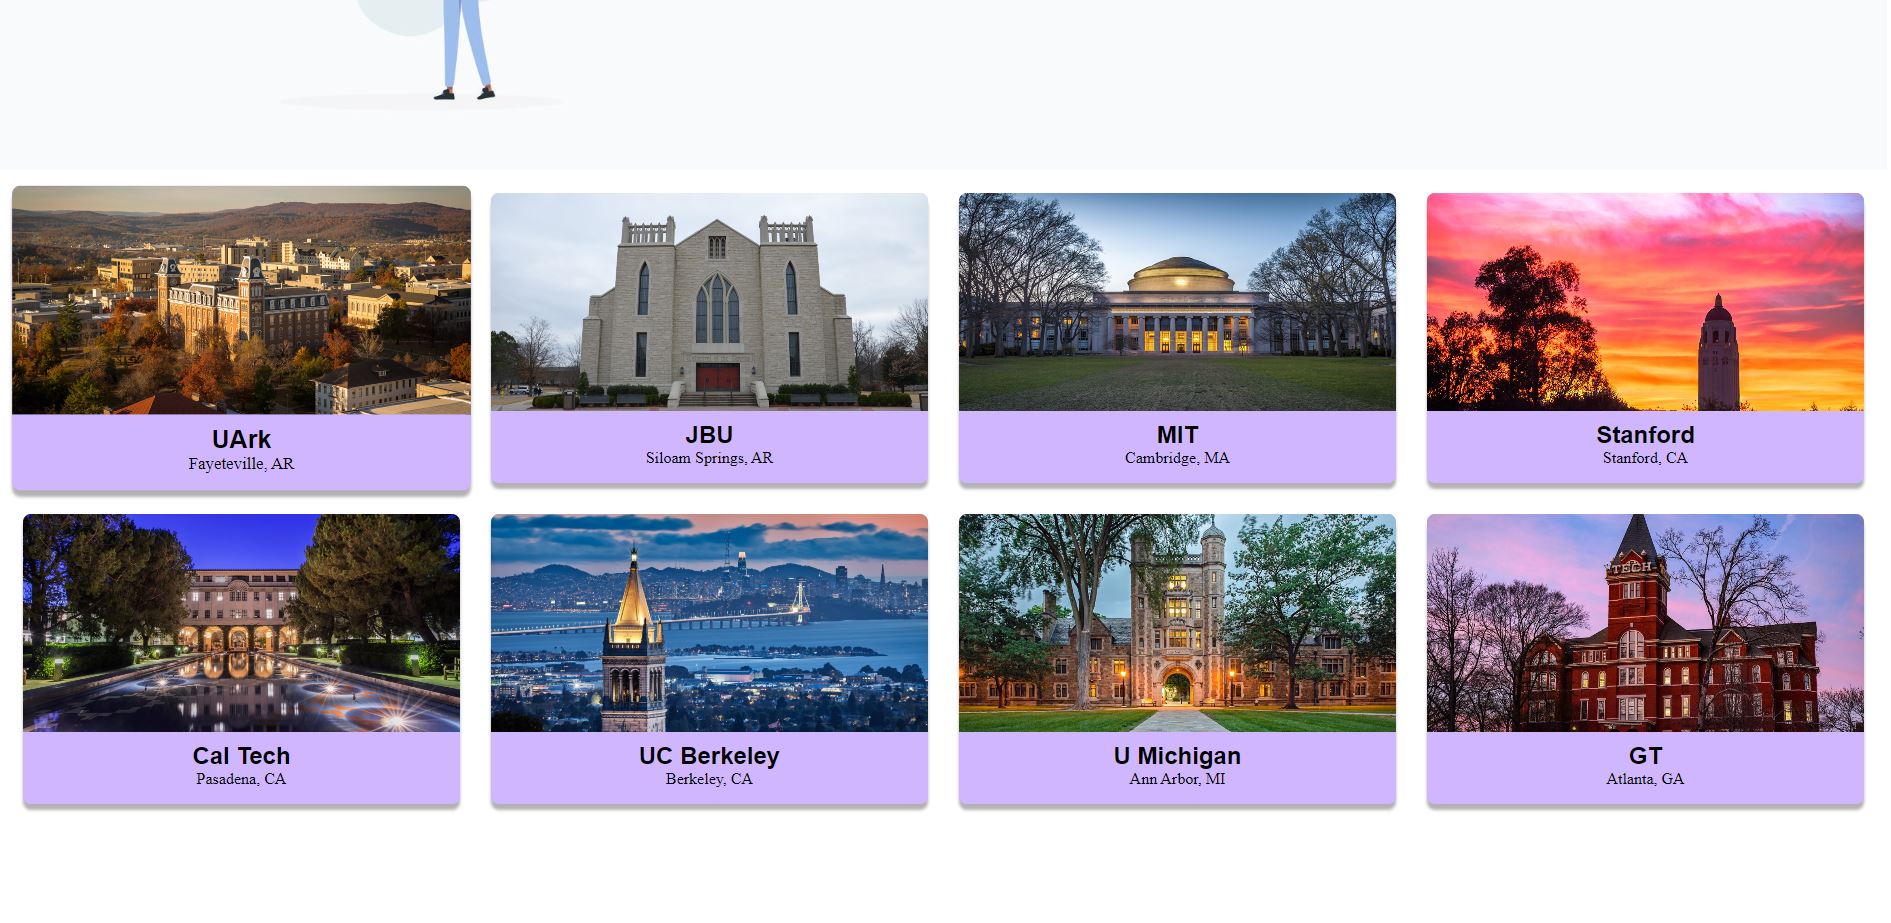 UArk
Fayeteville, AR
JBU
Siloam Springs, AR
MIT
Cambridge, MA
Stanford
Stanford, CA
TECH
Cal Tech
Pasadena, CA
UC Berkeley
Berkeley, CA
U Michigan
Ann Arbor, MI
GT
Atlanta, GA